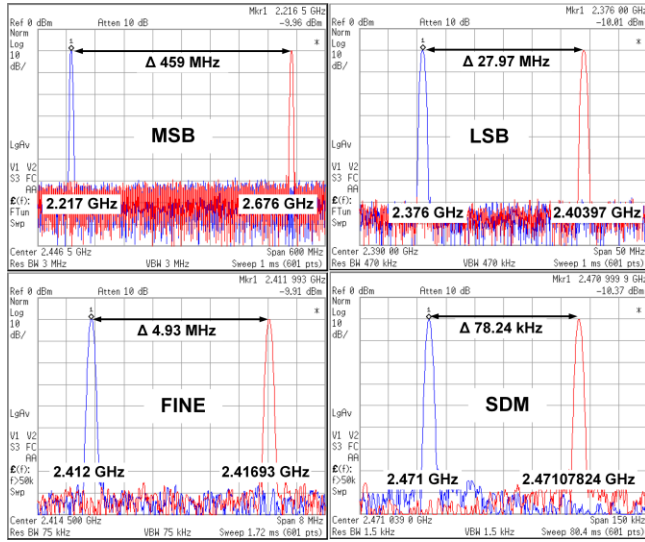 Mkr1 2.216 5 GHz
Ref 0 dBm Atten 10 dB -9.96 dBm
Norm
Log
10
dB/
1
*
Δ 459 MHz
MSB
LgAv
V1 V2
S3 FC
AA
£(f):
FTun
Swp
2.217 GHz 2.676 GHz
Center 2.446 5 GHz Span 600 MHz
Res BW 3 MHz VBW 3 MHz Sweep 1 ms (601 pts)
Mkr1 2.376 00 GHz
Ref 0 dBm Atten 10 dB -10.01 dBm
Norm
Log
10
dB/
1
*
Δ 27.97 MHz
LSB
LgAv
V1 V2
S3 FC
AA
£(f):
FTun
Swp
2.376 GHz 2.40397 GHz
Center 2.390 00 GHz Span 50 MHz
Res BW 470 kHz VBW 470 kHz Sweep 1 ms (601 pts)
Mkr1 2.411 993 GHz
Ref 0 dBm Atten 10 dB -9.91 dBm
Norm
Log
10
dB/
1
*
Δ 4.93 MHz
FINE
LgAv
V1 V2
S3 FC
AA
£(f):
f>50k
Swp
2.412 GHz 2.41693 GHz
Center 2.414 500 GHz Span 8 MHz
Res BW 75 kHz VBW 75 kHz Sweep 1.72 ms (601 pts)
Mkr1 2.470 999 9 GHz
Ref 0 dBm Atten 10 dB -10.37 dBm
Norm
Log
10
dB/
1
*
Δ 78.24 kHz
SDM
LgAv
V1 V2
S3 FC
AA
£(f):
f>50k
Swp
2.471 GHz 2.47107824 GHz
Center 2.471 039 0 GHz Span 150 kHz
Res BW 1.5 kHz VBW 1.5 kHz Sweep 80.4 ms (601 pts)